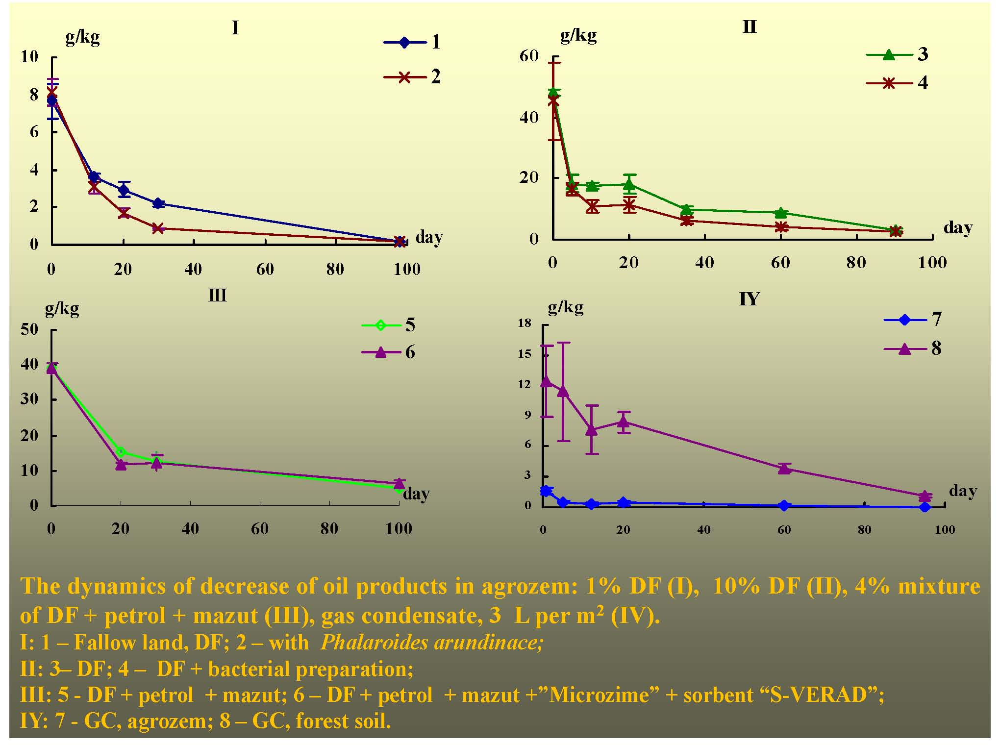 I
g/kg
1
2
10
8
6
4
2
0
day
0 20 40 60 80 100
II
g/kg
3
4
60
40
20
0
day
0 20 40 60 80 100
III
g/kg
5
6
50
40
30
20
10
0
day
0 20 40 60 80 100
IY
g/kg
7
8
18
15
12
9
6
3
0
day
0 20 40 60 80 100
The dynamics of decrease of oil products in agrozem: 1% DF (I), 10% DF (II), 4% mixture
of DF + petrol + mazut (III), gas condensate, 3 L per m² (IV).
I: 1 – Fallow land, DF; 2 – with Phalaroides arundinace;
II: 3– DF; 4 – DF + bacterial preparation;
III: 5 - DF + petrol + mazut; 6 – DF + petrol + mazut +”Microzime” + sorbent “S-VERAD”;
IY: 7 - GC, agrozem; 8 – GC, forest soil.